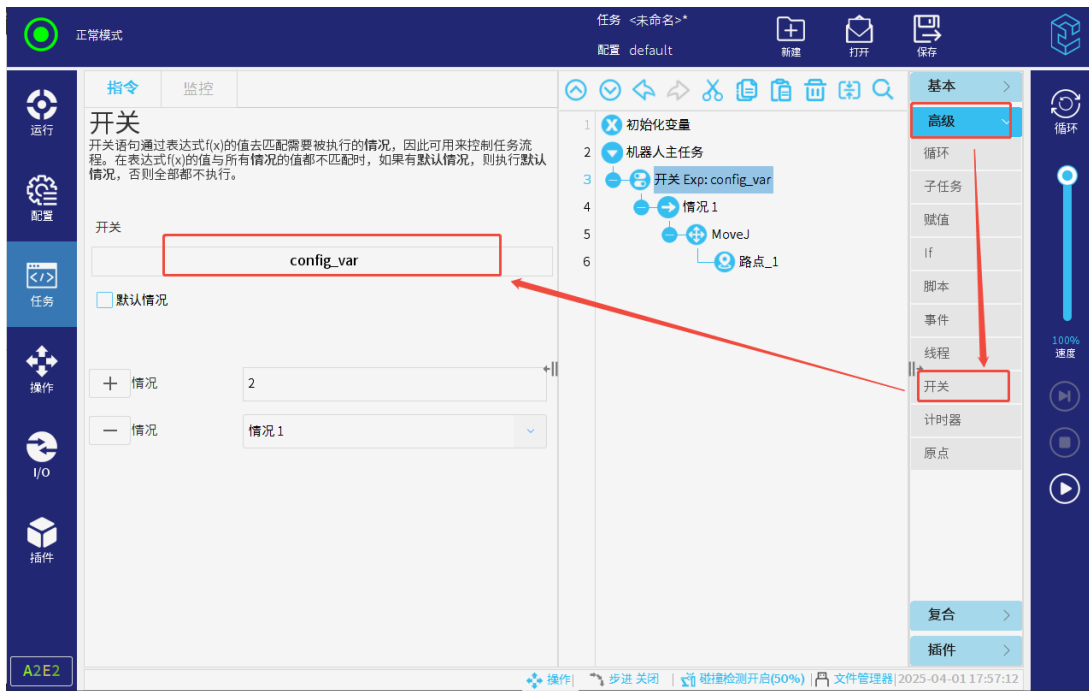 正常模式
任务 <未命名>*
配置 default
新建
打开
保存
运行
配置
任务
操作
I/O
插件
A2E2
指令
监控
开关
开关语句通过表达式f(x)的值去匹配需要被执行的情况，因此可用来控制任务流
程。在表达式f(x)的值与所有情况的值都不匹配时，如果有默认情况，则执行默认
情况，否则全部都不执行。
开关
config_var
默认情况
+ 情况 2
— 情况 情况 1
1 初始化变量
2 机器人主任务
3 开关 Exp: config_var
4 情况 1
5 MoveJ
6 路点_1
基本
高级
循环
子任务
赋值
If
脚本
事件
线程
开关
计时器
原点
复合
插件
循环
100%
速度
操作| 步进 关闭 | 碰撞检测开启(50%) | 文件管理器|2025-04-01 17:57:12